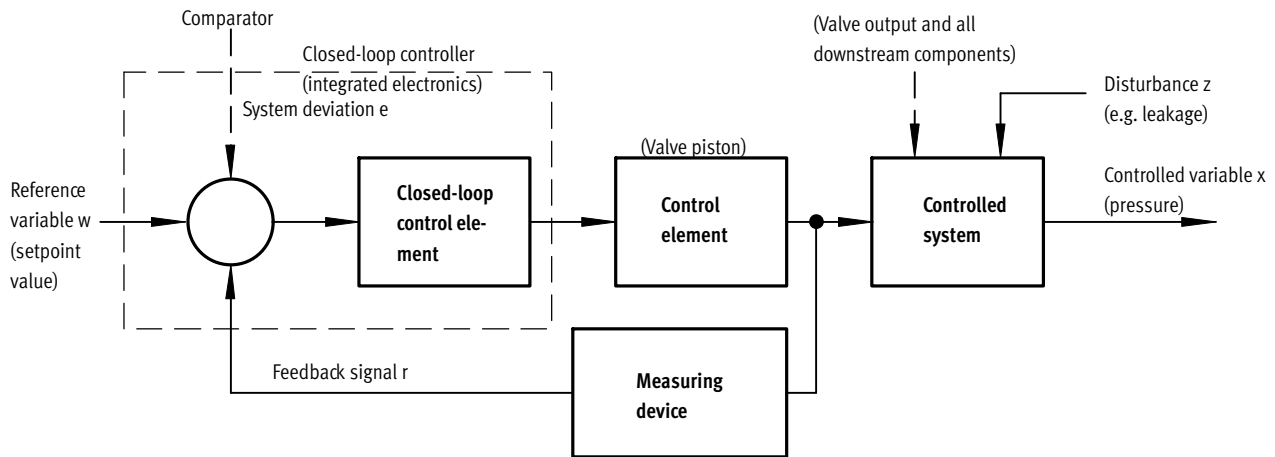 Comparator
Closed-loop controller
(integrated electronics)
System deviation e
(Valve output and all
downstream components)
Disturbance z
(e.g. leakage)
Reference
variable w
(setpoint
value)
Closed-loop
control ele-
ment
(Valve piston)
Control
element
Controlled
system
Controlled variable x
(pressure)
Feedback signal r
Measuring
device